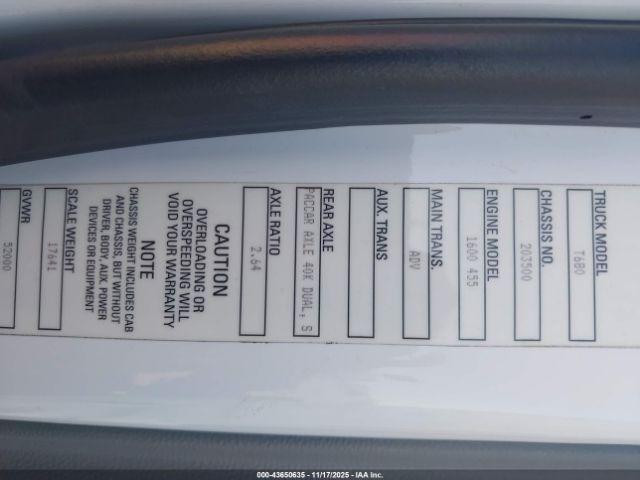 TRUCK MODEL
T680
CHASSIS NO.
203500
ENGINE MODEL
1600 455
MAIN TRANS.
ADV
AUX. TRANS
REAR AXLE
PACCAR AXLE 40K DUAL, S
AXLE RATIO
2.64
CAUTION
OVERLOADING OR
OVERSPEEDING WILL
VOID YOUR WARRANTY
NOTE
CHASSIS WEIGHT INCLUDES CAB
AND CHASSIS, BUT WITHOUT
DRIVER, BODY, AUX. POWER
DEVICES OR EQUIPMENT
SCALE WEIGHT
17641
GVWR
52000
000-43650635 - 11/17/2025 - IAA Inc.